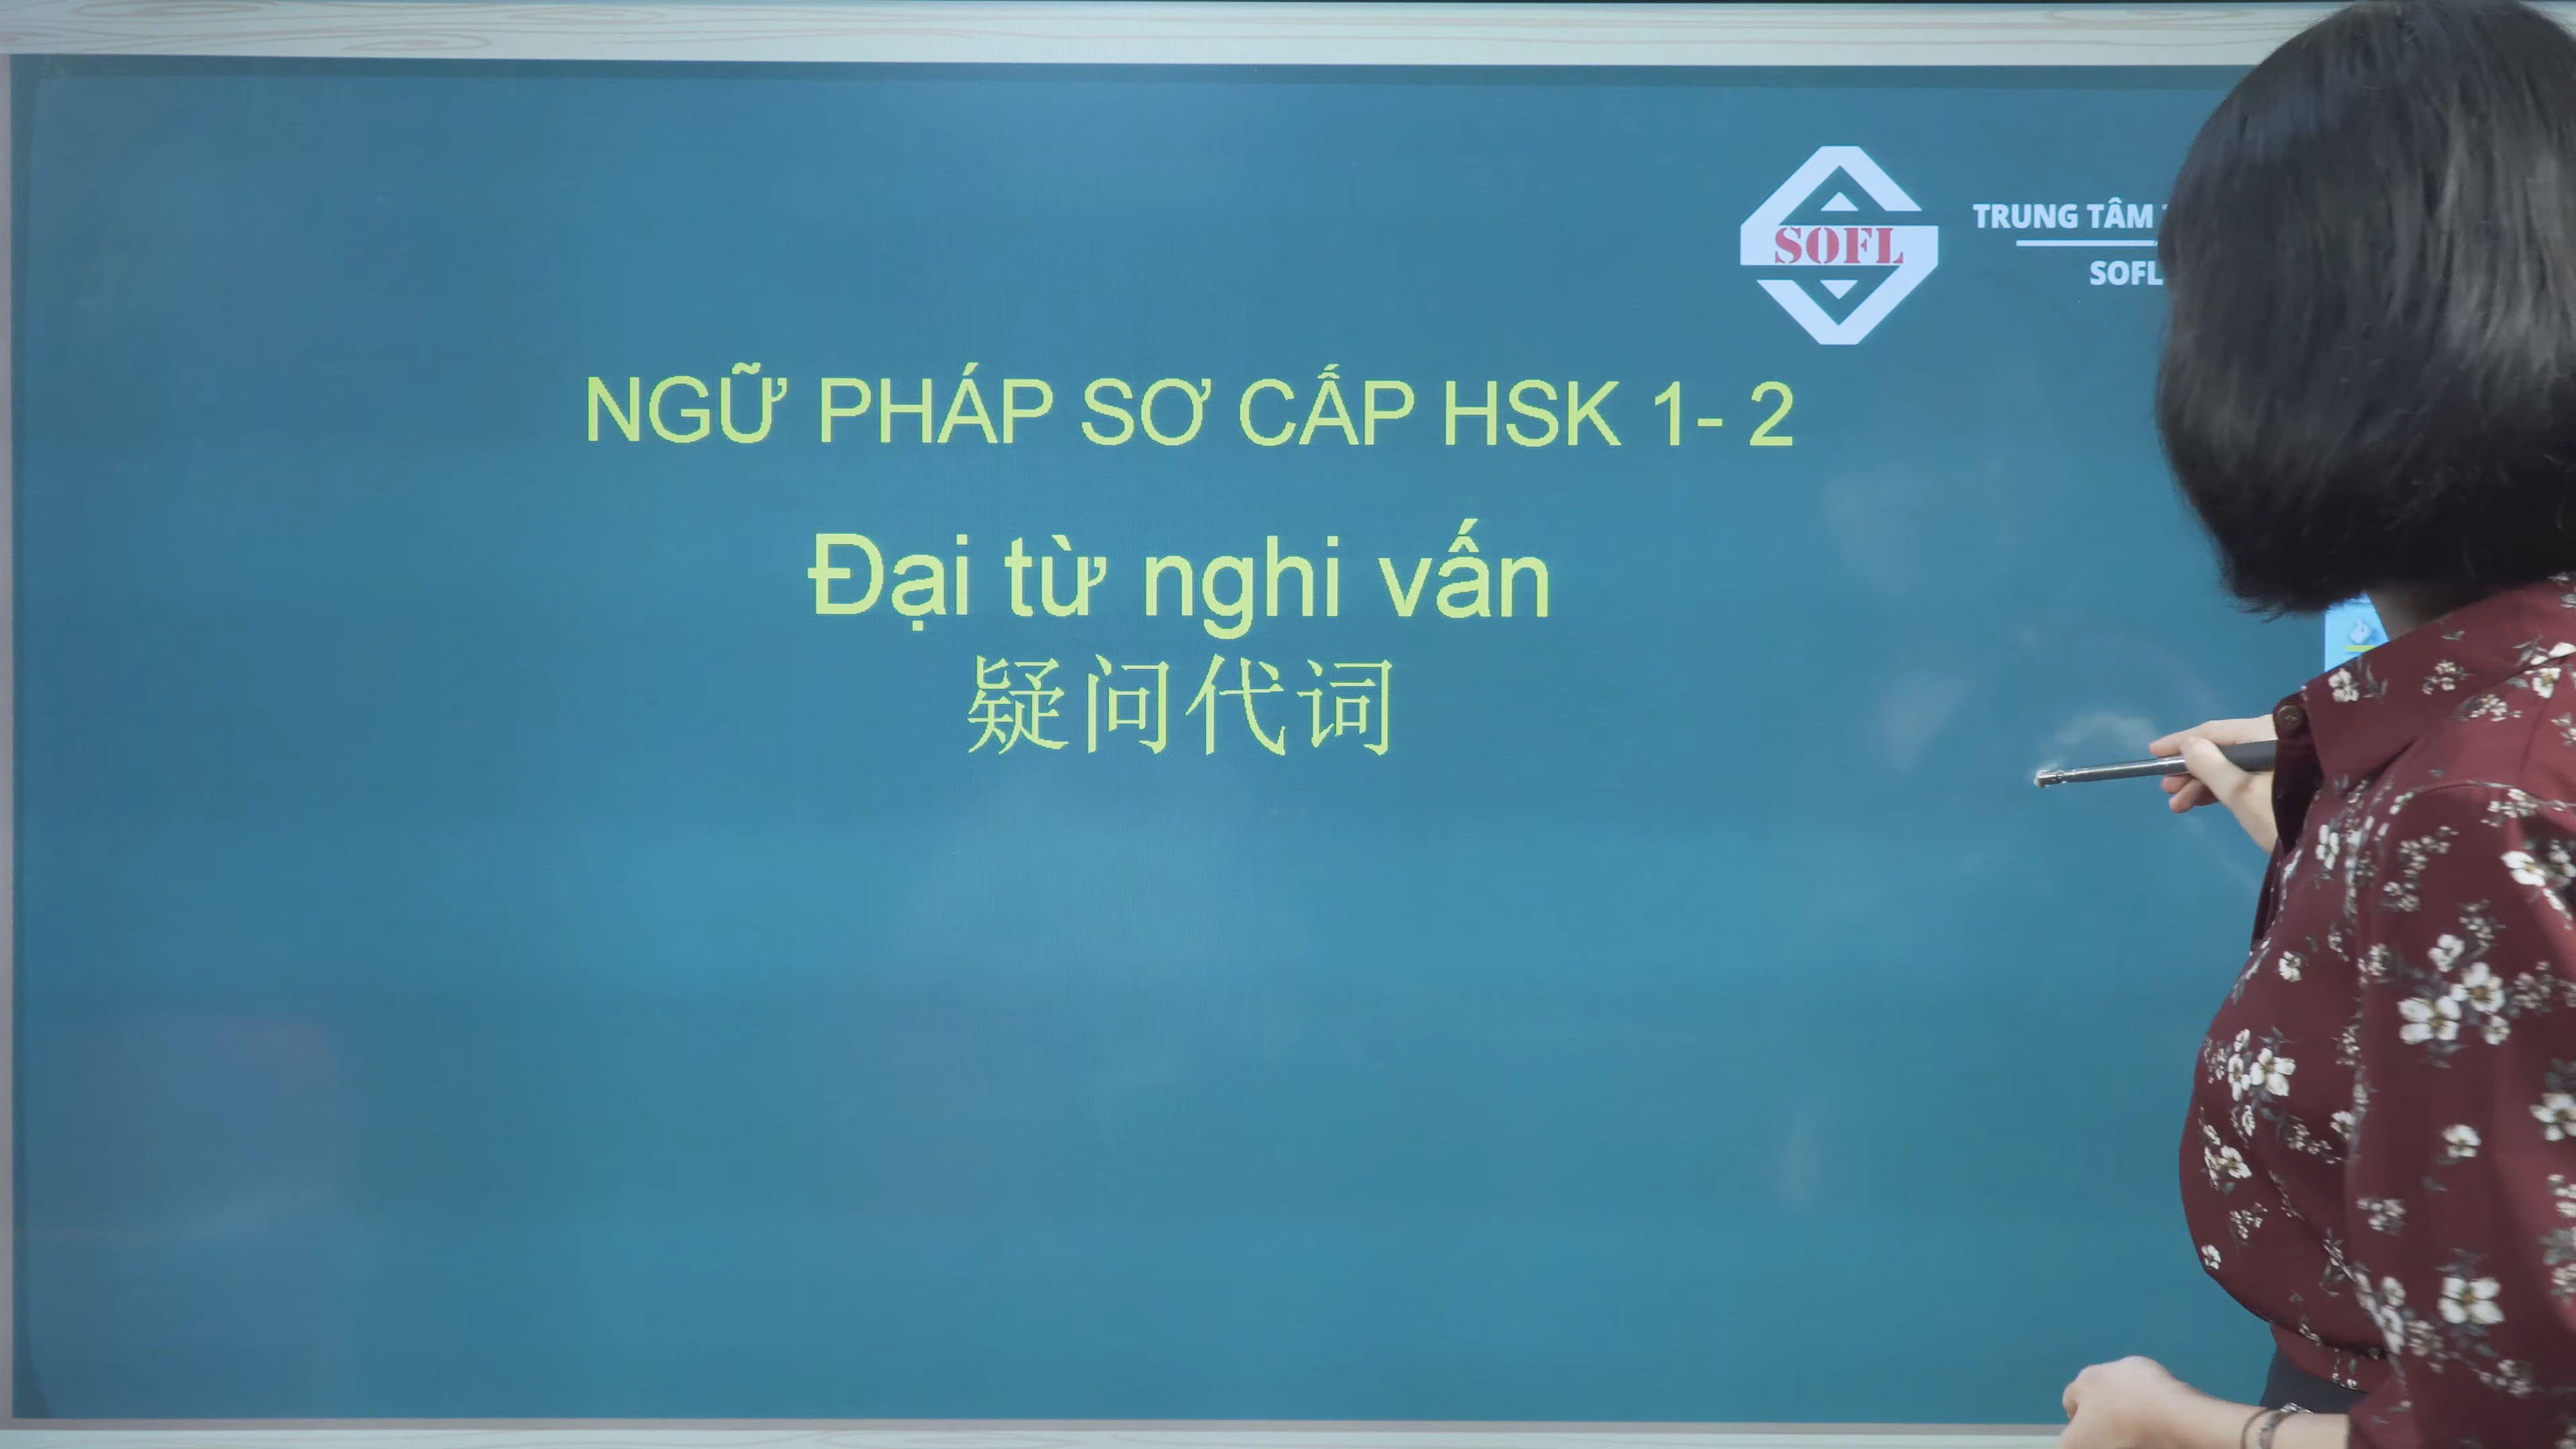 SOFL
TRUNG TÂM
SOFL
NGỮ PHÁP SƠ CẤP HSK 1- 2
Đại từ nghi vấn
疑问代词